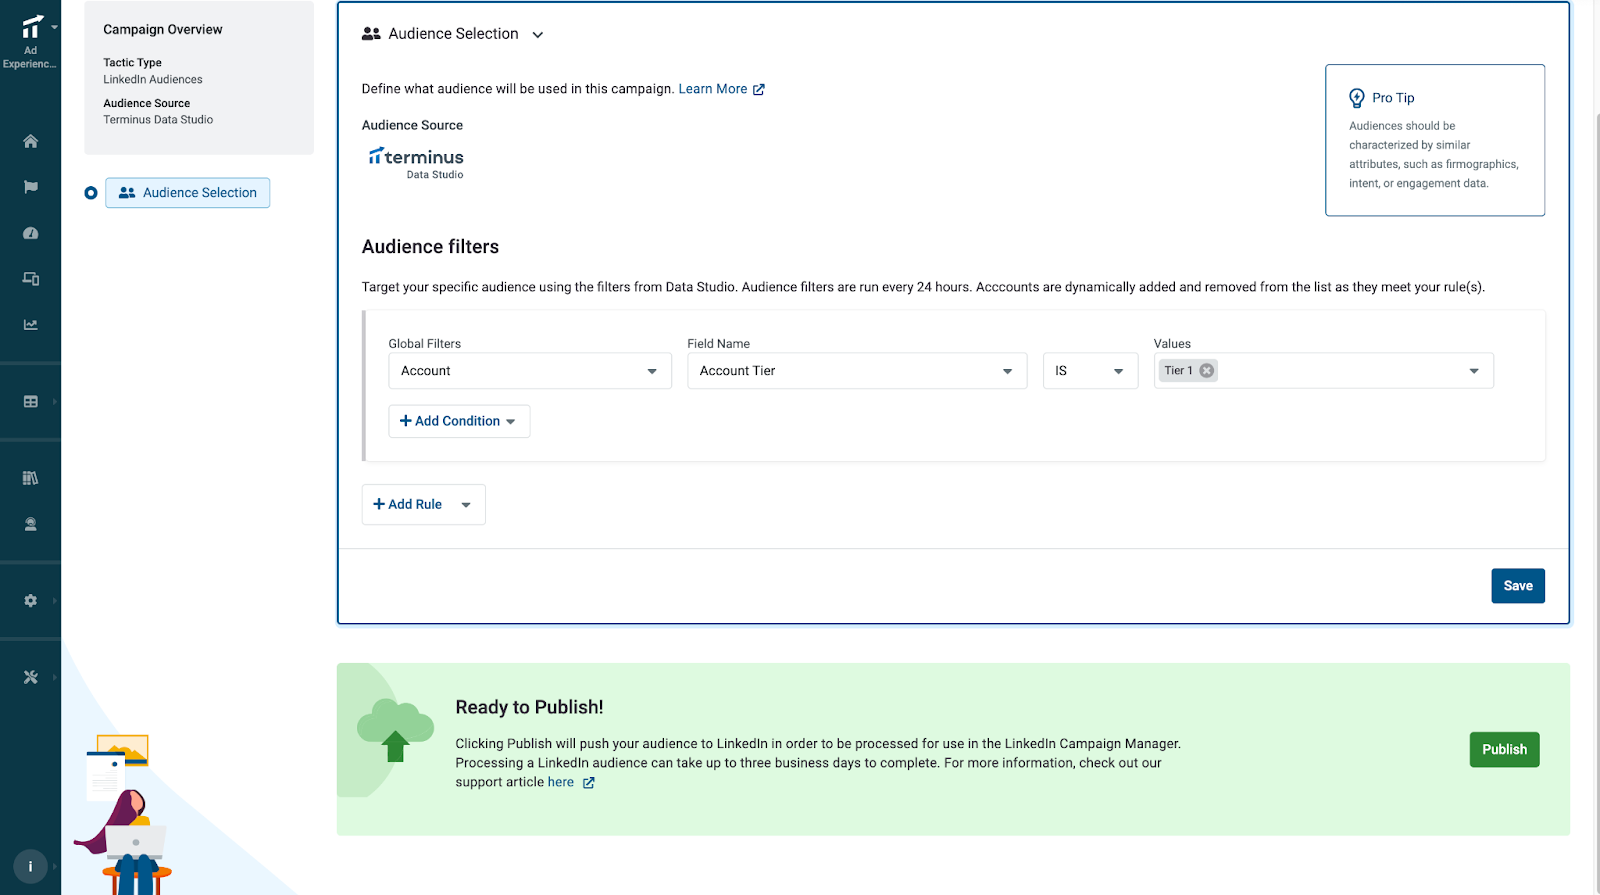 Ad
Experienc...
Campaign Overview
Tactic Type
LinkedIn Audiences
Audience Source
Terminus Data Studio
Audience Selection
Audience Selection
Define what audience will be used in this campaign. Learn More
Audience Source
terminus
Data Studio
Pro Tip
Audiences should be
characterized by similar
attributes, such as firmographics,
intent, or engagement data.
Audience filters
Target your specific audience using the filters from Data Studio. Audience filters are run every 24 hours. Acccounts are dynamically added and removed from the list as they meet your rule(s).
Global Filters
Field Name
Values
Account
Account Tier
IS
Tier 1
+ Add Condition
+ Add Rule
Save
Ready to Publish!
Clicking Publish will push your audience to LinkedIn in order to be processed for use in the LinkedIn Campaign Manager.
Processing a LinkedIn audience can take up to three business days to complete. For more information, check out our
support article here
Publish
i